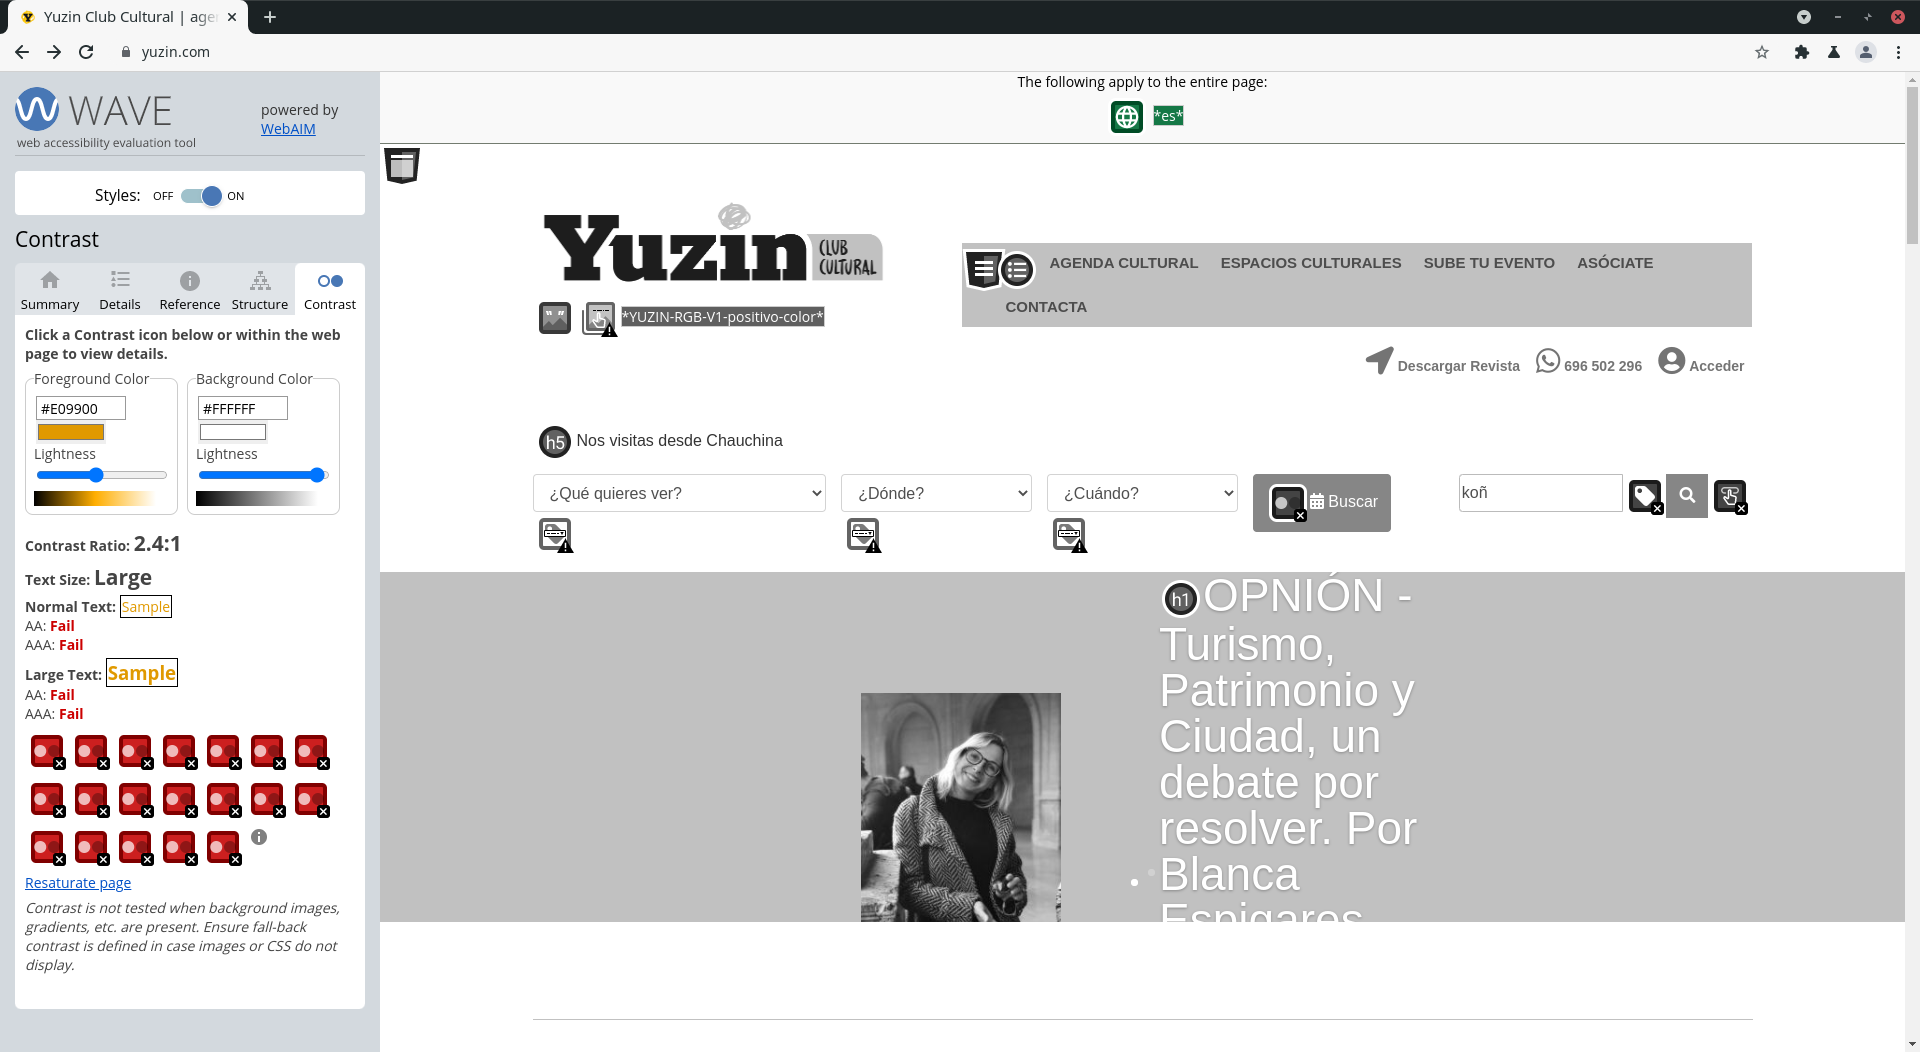 Yuzin Club Cultural | age
yuzin.com
WAVE
web accessibility evaluation tool
powered by
WebAIM
Styles: OFF ON
Contrast
Summary Details Reference Structure Contrast
Click a Contrast icon below or within the web
page to view details.
Foreground Color Background Color
#E09900 #FFFFFF
Lightness Lightness
Contrast Ratio: 2.4:1
Text Size: Large
Normal Text: Sample
AA: Fail
AAA: Fail
Large Text: Sample
AA: Fail
AAA: Fail
Resaturate page
Contrast is not tested when background images,
gradients, etc. are present. Ensure fall-back
contrast is defined in case images or CSS do not
display.
The following apply to the entire page:
*es*
Yuzin CLUB
CULTURAL
*YUZIN-RGB-V1-positivo-color*
AGENDA CULTURAL ESPACIOS CULTURALES SUBE TU EVENTO ASÓCIATE
CONTACTA
Descargar Revista 696 502 296 Acceder
h5 Nos visitas desde Chauchina
¿Qué quieres ver? ¿Dónde? ¿Cuándo? Buscar koñ
h1 OPNIÓN -
Turismo,
Patrimonio y
Ciudad, un
debate por
resolver. Por
Blanca
Espigares